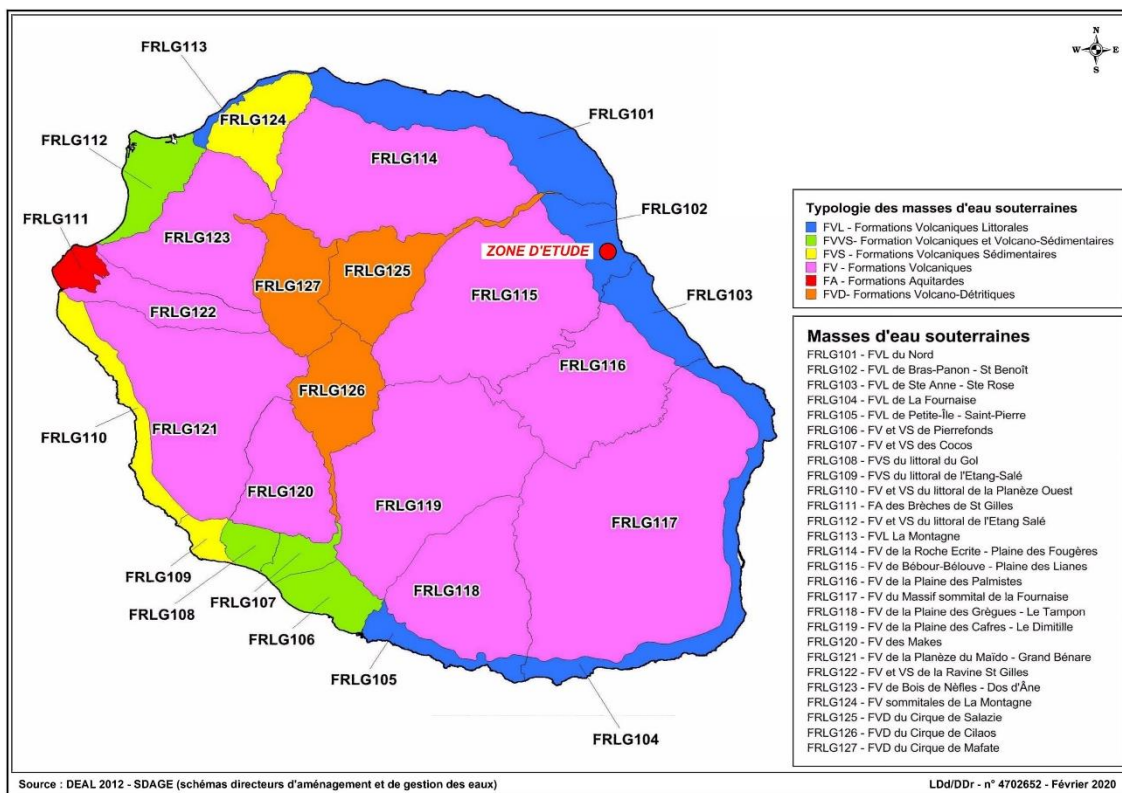 FRLG113
N
W E
S
FRLG124
FRLG101
FRLG112
FRLG114
FRLG111
FRLG102
FRLG123
ZONE D'ETUDE
FRLG125
FRLG127
FRLG115
FRLG103
FRLG122
FRLG116
FRLG126
FRLG110
FRLG121
FRLG120
FRLG119
FRLG117
FRLG109
FRLG108
FRLG107
FRLG118
FRLG106
FRLG105
FRLG104
Typologie des masses d'eau souterraines
FVL - Formations Volcaniques Littorales
FVVS- Formation Volcaniques et Volcano-Sédimentaires
FVS - Formations Volcaniques Sédimentaires
FV - Formations Volcaniques
FA - Formations Aquitardes
FVD- Formations Volcano-Détritiques
Masses d'eau souterraines
FRLG101 - FVL du Nord
FRLG102 - FVL de Bras-Panon - St Benoît
FRLG103 - FVL de Ste Anne - Ste Rose
FRLG104 - FVL de La Fournaise
FRLG105 - FVL de Petite-Île - Saint-Pierre
FRLG106 - FV et VS de Pierrefonds
FRLG107 - FV et VS des Cocos
FRLG108 - FVS du littoral du Gol
FRLG109 - FVS du littoral de l'Etang-Salé
FRLG110 - FV et VS du littoral de la Planèze Ouest
FRLG111 - FA des Brèches de St Gilles
FRLG112 - FV et VS du littoral de l'Etang Salé
FRLG113 - FVL La Montagne
FRLG114 - FV de la Roche Ecrite - Plaine des Fougères
FRLG115 - FV de Bébour-Bélouve - Plaine des Lianes
FRLG116 - FV de la Plaine des Palmistes
FRLG117 - FV du Massif sommital de la Fournaise
FRLG118 - FV de la Plaine des Grègues - Le Tampon
FRLG119 - FV de la Plaine des Cafres - Le Dimitille
FRLG120 - FV des Makes
FRLG121 - FV de la Planèze du Maïdo - Grand Bénare
FRLG122 - FV et VS de la Ravine St Gilles
FRLG123 - FV de Bois de Nèfles - Dos d'Âne
FRLG124 - FV sommitales de La Montagne
FRLG125 - FVD du Cirque de Salazie
FRLG126 - FVD du Cirque de Cilaos
FRLG127 - FVD du Cirque de Mafate
Source : DEAL 2012 - SDAGE (schémas directeurs d'aménagement et de gestion des eaux)
LDd/DDr - n° 4702652 - Février 2020